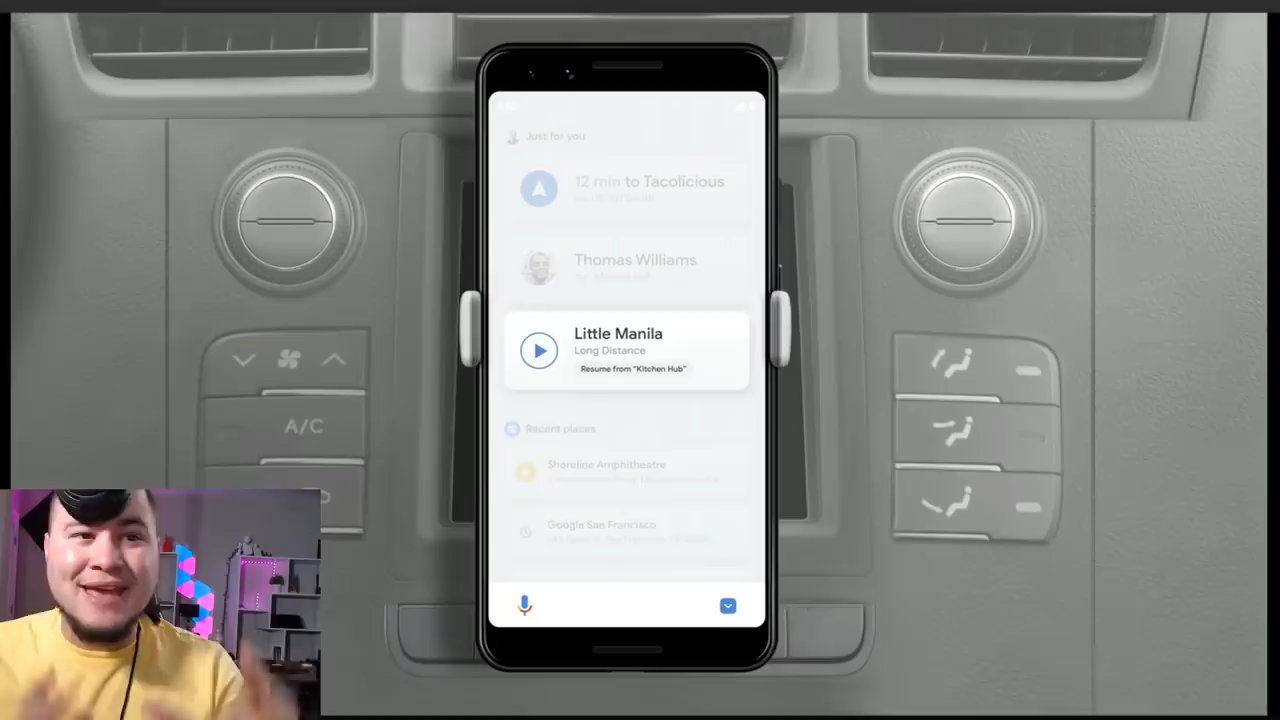 Just for you
12 min to Tacolicious
Thomas Williams
Little Manila
Long Distance
Resume from "Kitchen Hub"
Recent places
Shoreline Amphitheatre
Google San Francisco
A/C